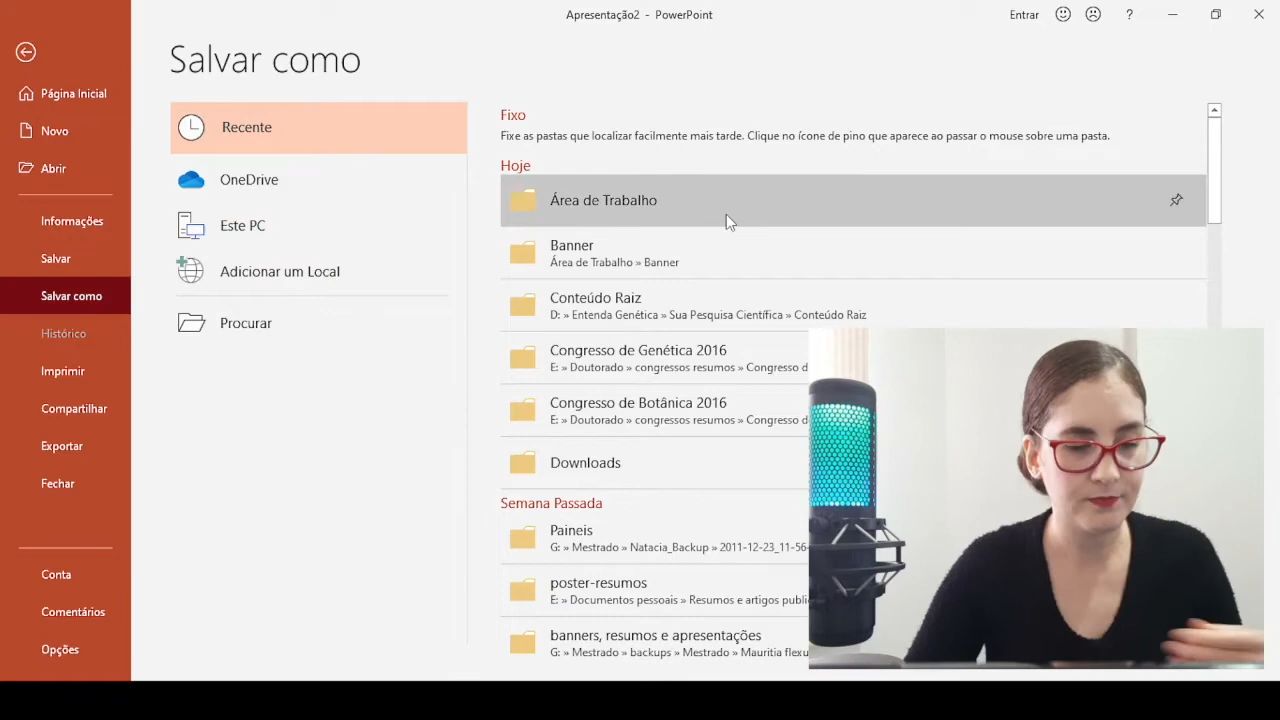 Apresentação2 - PowerPoint
Entrar
?
Salvar como
Página Inicial
Novo
Abrir
Informações
Salvar
Salvar como
Histórico
Imprimir
Compartilhar
Exportar
Fechar
Conta
Comentários
Opções
Recente
OneDrive
Este PC
Adicionar um Local
Procurar
Fixo
Fixe as pastas que localizar facilmente mais tarde. Clique no ícone de pino que aparece ao passar o mouse sobre uma pasta.
Hoje
Área de Trabalho
Banner
Área de Trabalho » Banner
Conteúdo Raiz
D: » Entenda Genética » Sua Pesquisa Científica » Conteúdo Raiz
Congresso de Genética 2016
E: » Doutorado » congressos resumos » Congresso d
Congresso de Botânica 2016
E: » Doutorado » congressos resumos » Congresso d
Downloads
Semana Passada
Paineis
G: » Mestrado » Natacia_Backup » 2011-12-23_11-56-
poster-resumos
E: » Documentos pessoais » Resumos e artigos public
banners, resumos e apresentações
G: » Mestrado » backups » Mestrado » Mauritia flexu